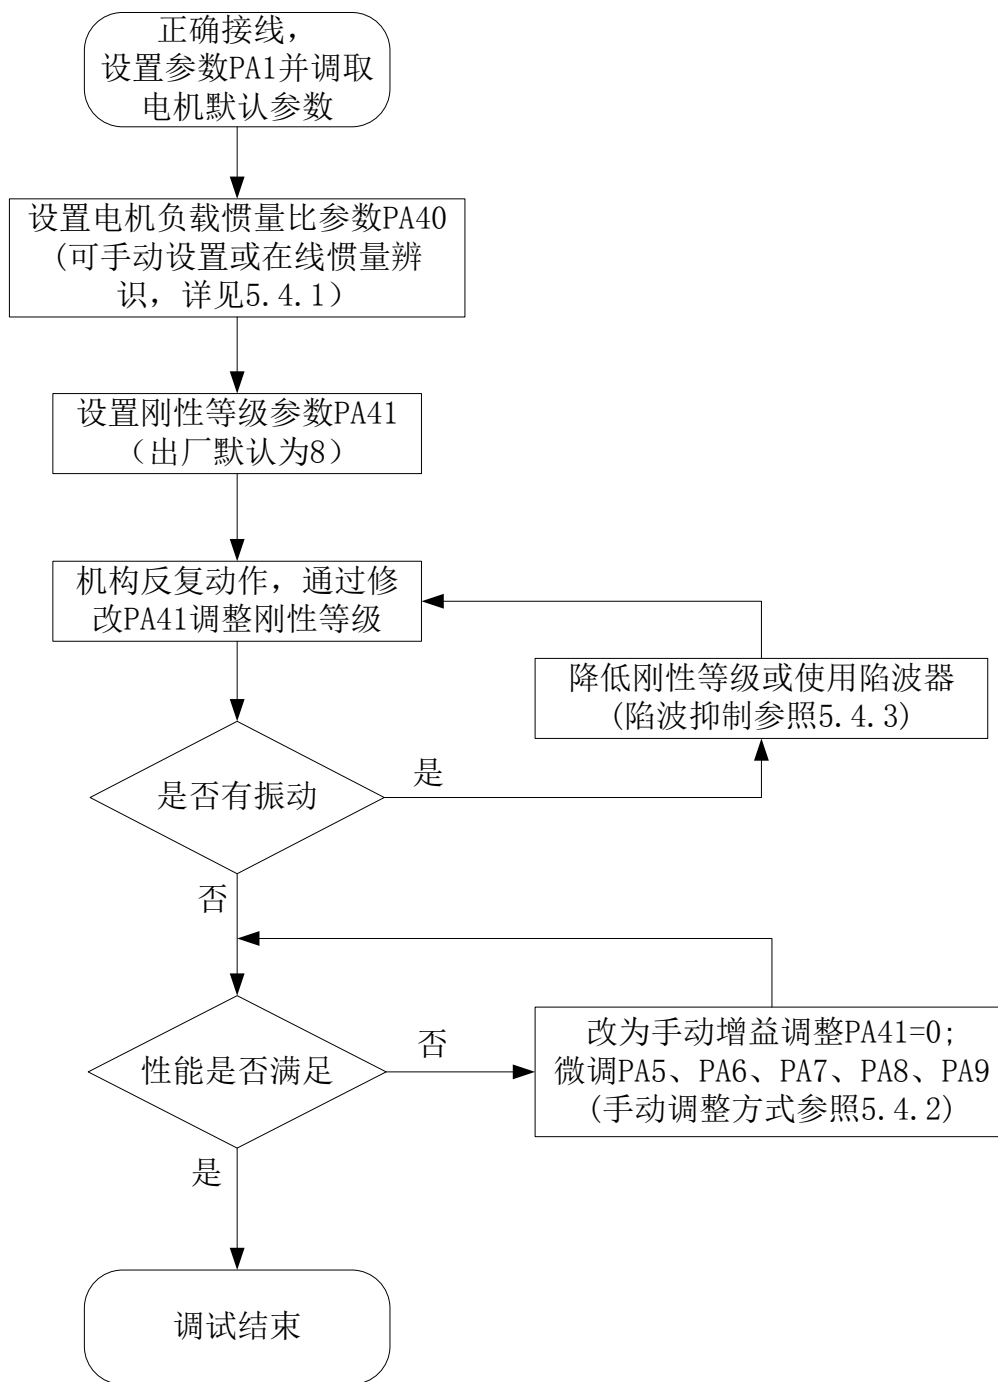 正确接线，
设置参数PA1并调取
电机默认参数
设置电机负载惯量比参数PA40
(可手动设置或在线惯量辨
识，详见5.4.1）
设置刚性等级参数PA41
（出厂默认为8）
机构反复动作，通过修
改PA41调整刚性等级
降低刚性等级或使用陷波器
(陷波抑制参照5.4.3)
是否有振动
是
否
性能是否满足
否
改为手动增益调整PA41=0;
微调PA5、PA6、PA7、PA8、PA9
(手动调整方式参照5.4.2)
是
调试结束